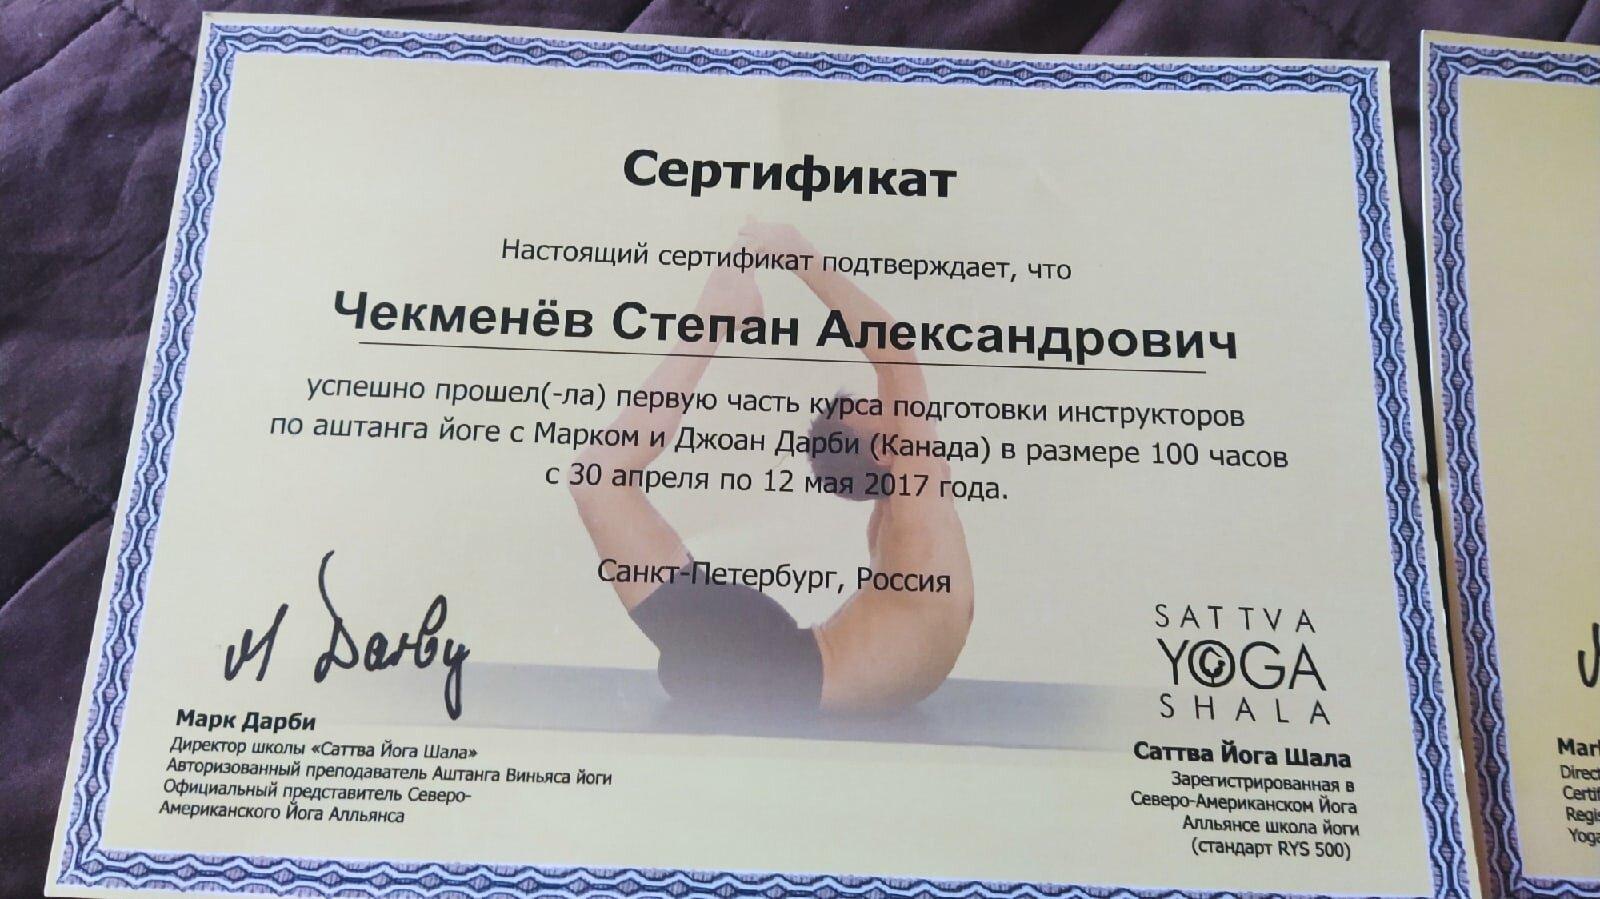 Сертификат
Настоящий сертификат подтверждает, что
Чекменёв Степан Александрович
успешно прошел(-ла) первую часть курса подготовки инструкторов
по аштанга йоге с Марком и Джоан Дарби (Канада) в размере 100 часов
с 30 апреля по 12 мая 2017 года.
Санкт-Петербург, Россия
M Darby
Марк Дарби
Директор школы «Саттва Йога Шала»
Авторизованный преподаватель Аштанга Виньяса йоги
Официальный представитель Северо-
Американского Йога Алльянса
SATTVA
YOGA
SHALA
Саттва Йога Шала
Зарегистрированная в
Северо-Американском Йога
Алльянсе школа йоги
(стандарт RYS 500)